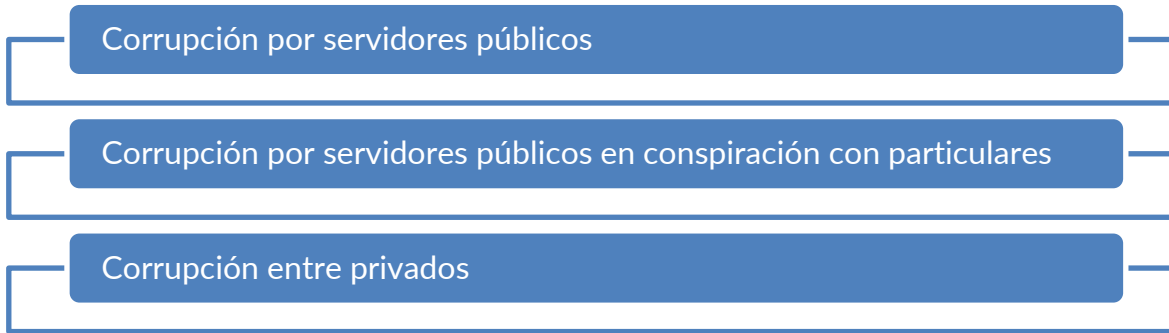 Corrupción por servidores públicos
Corrupción por servidores públicos en conspiración con particulares
Corrupción entre privados